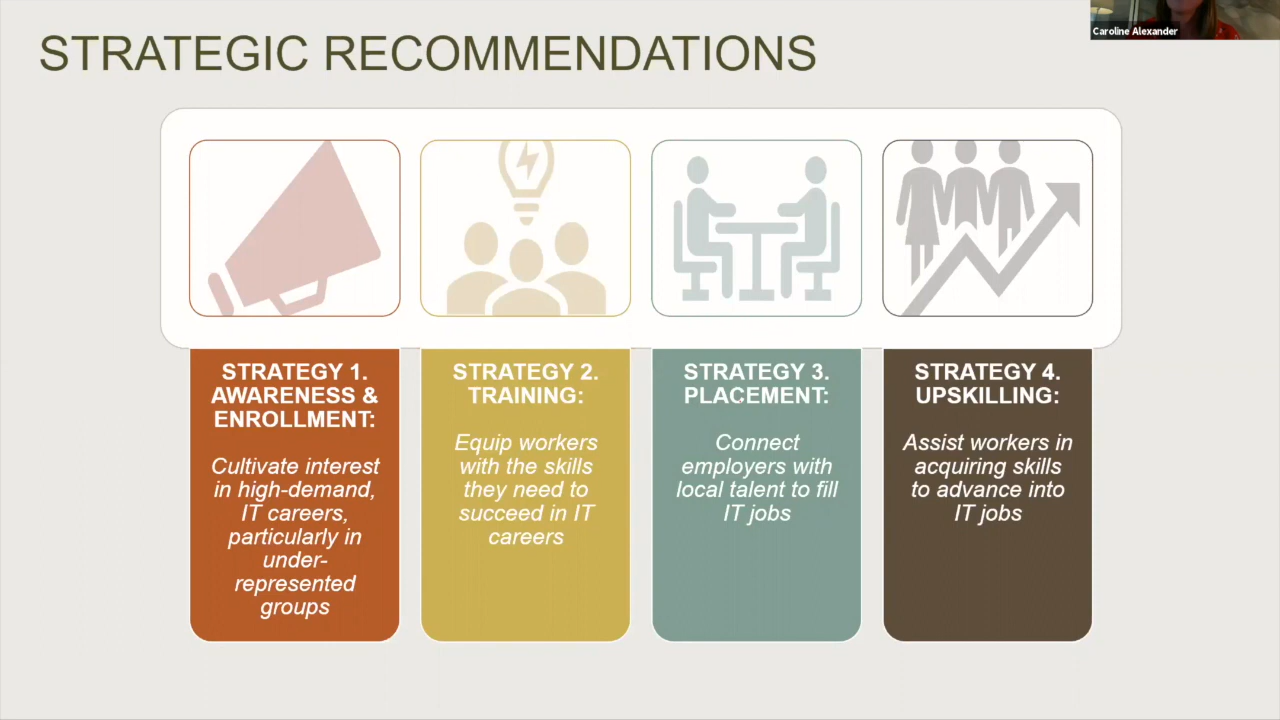 STRATEGIC RECOMMENDATIONS
Caroline Alexander
STRATEGY 1.
AWARENESS &
ENROLLMENT:
Cultivate interest
in high-demand,
IT careers,
particularly in
under-
represented
groups
STRATEGY 2.
TRAINING:
Equip workers
with the skills
they need to
succeed in IT
careers
STRATEGY 3.
PLACEMENT:
Connect
employers with
local talent to fill
IT jobs
STRATEGY 4.
UPSKILLING:
Assist workers in
acquiring skills
to advance into
IT jobs